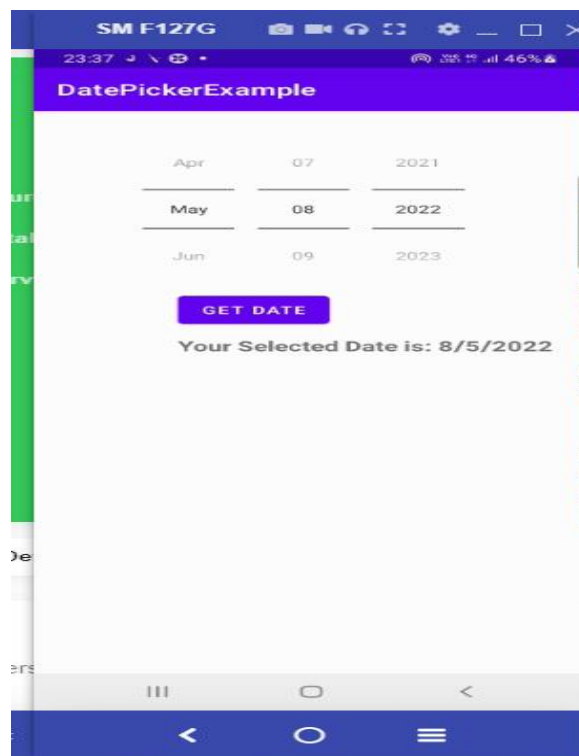 SM F127G
23:37
46%
DatePickerExample
Apr 07 2021
May 08 2022
Jun 09 2023
GET DATE
Your Selected Date is: 8/5/2022